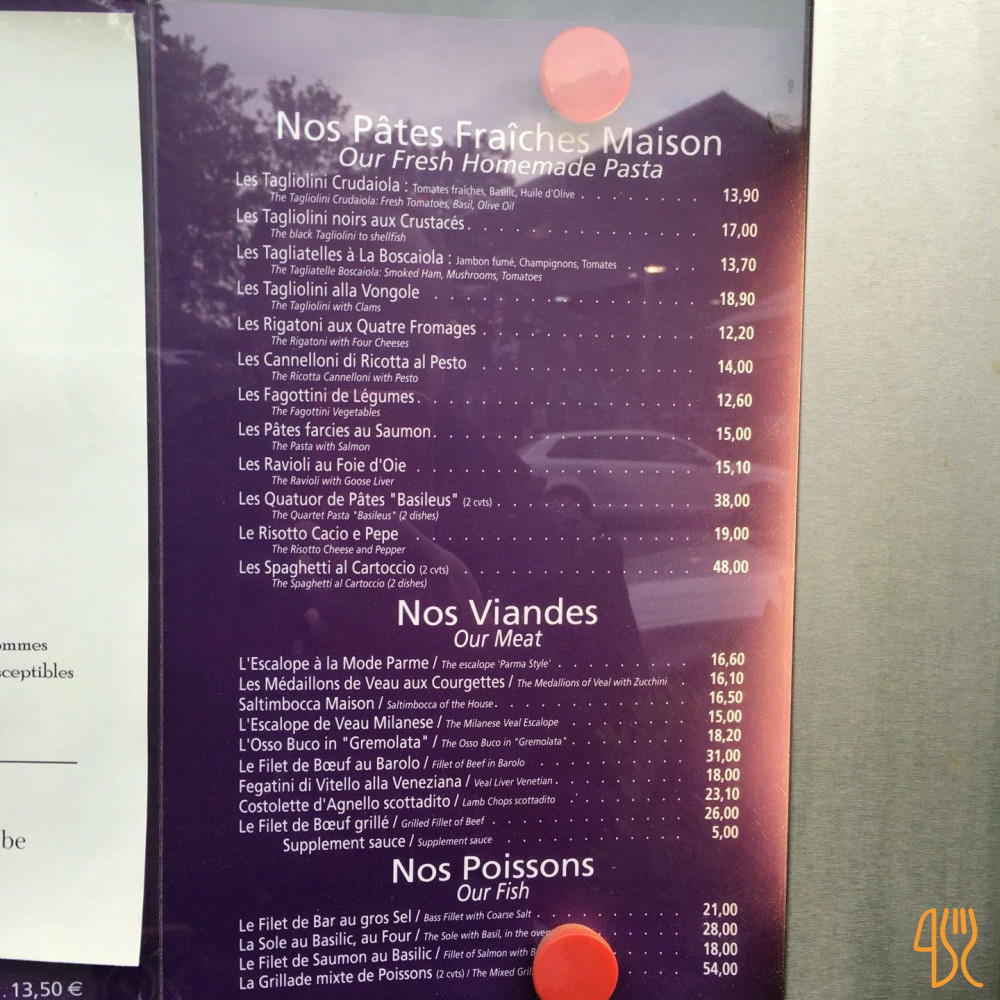 Nos Pâtes Fraîches Maison
Our Fresh Homemade Pasta
Les Tagliolini Crudaiola : Tomates fraîches, Basilic, Huile d'Olive . . . . . . . . 13,90
The Tagliolini Crudaiola: Fresh Tomatoes, Basil, Olive Oil
Les Tagliolini noirs aux Crustacés. . . . . . . . 17,00
The black Tagliolini to shellfish
Les Tagliatelles à La Boscaiola : Jambon fumé, Champignons, Tomates . . . . 13,70
The Tagliatelle Boscaiola: Smoked Ham, Mushrooms, Tomatoes
Les Tagliolini alla Vongole . . . . . . . . 18,90
The Tagliolini with Clams
Les Rigatoni aux Quatre Fromages . . . . . . . . 12,20
The Rigatoni with Four Cheeses
Les Cannelloni di Ricotta al Pesto . . . . . . . . 14,00
The Ricotta Cannelloni with Pesto
Les Fagottini de Légumes. . . . . . . . 12,60
The Fagottini Vegetables
Les Pâtes farcies au Saumon. . . . . . . . 15,00
The Pasta with Salmon
Les Ravioli au Foie d'Oie . . . . . . . . 15,10
The Ravioli with Goose Liver
Les Quatuor de Pâtes "Basileus" (2 cvts) . . . . . . . . 38,00
The Quartet Pasta "Basileus" (2 dishes)
Le Risotto Cacio e Pepe . . . . . . . . 19,00
The Risotto Cheese and Pepper
Les Spaghetti al Cartoccio (2 cvts) . . . . . . . . 48,00
The Spaghetti al Cartoccio (2 dishes)
Nos Viandes
Our Meat
L'Escalope à la Mode Parme / The escalope 'Parma Style' . . . . . . . . 16,60
Les Médaillons de Veau aux Courgettes / The Medallions of Veal with Zucchini . 16,10
Saltimbocca Maison / Saltimbocca of the House. . . . . . . . 16,50
L'Escalope de Veau Milanese / The Milanese Veal Escalope . . . . . . . . 15,00
L'Osso Buco in "Gremolata" / The Osso Buco in "Gremolata" . . . . . . . . 18,20
Le Filet de Bœuf au Barolo / Fillet of Beef in Barolo . . . . . . . . 31,00
Fegatini di Vitello alla Veneziana / Veal Liver Venetian . . . . . . . . 18,00
Costolette d'Agnello scottadito / Lamb Chops scottadito . . . . . . . . 23,10
Le Filet de Bœuf grillé / Grilled Fillet of Beef . . . . . . . . 26,00
Supplement sauce / Supplement sauce . . . . . . . . 5,00
Nos Poissons
Our Fish
Le Filet de Bar au gros Sel / Bass Fillet with Coarse Salt . . . . . . . . 21,00
La Sole au Basilic, au Four / The Sole with Basil, in the . . . . . 28,00
Le Filet de Saumon au Basilic / Fillet of Salmon with . . . . 18,00
La Grillade mixte de Poissons (2 cvts) / The Mixed . . . . 54,00
ommes
sceptibles
be
. 13,50 €